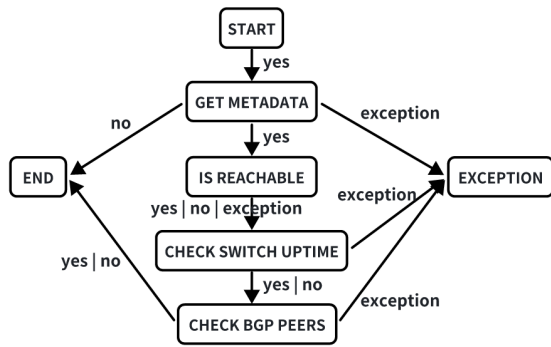 START
yes
GET METADATA
no
exception
yes
END
IS REACHABLE
EXCEPTION
yes | no | exception
exception
CHECK SWITCH UPTIME
yes | no
yes | no
exception
CHECK BGP PEERS